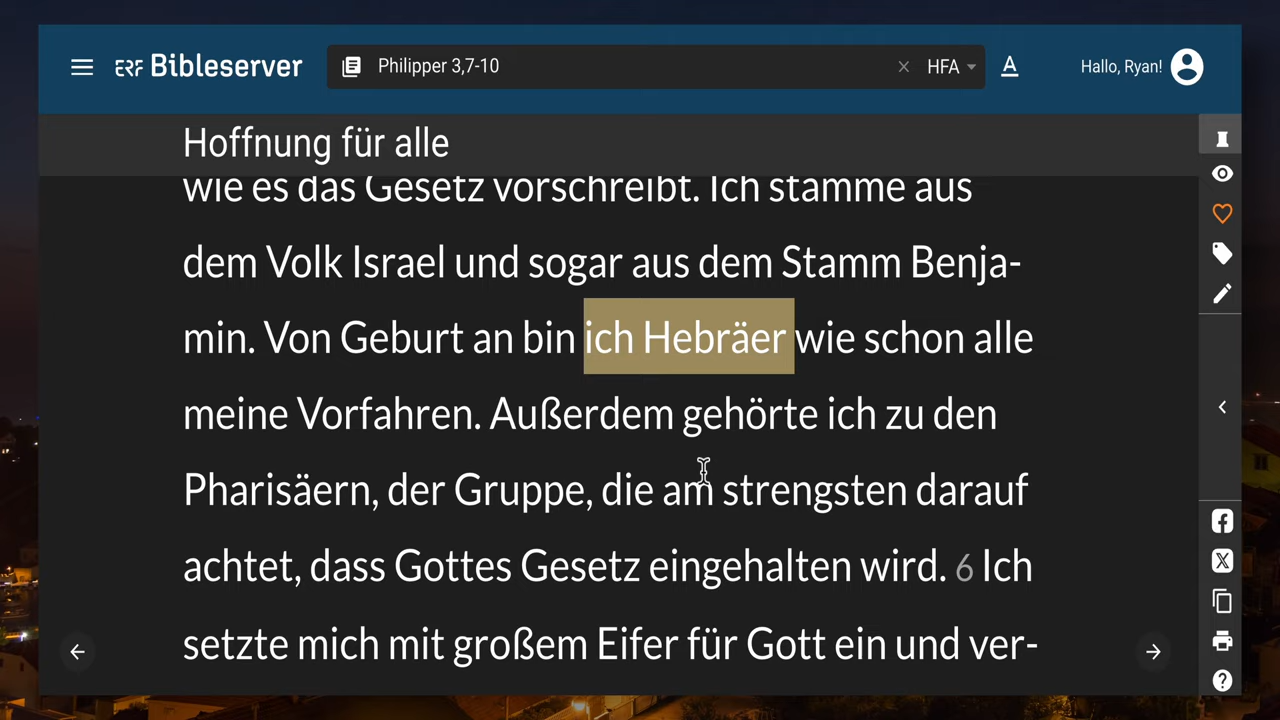 ERF Bibleserver
Philipper 3,7-10
HFA
A
Hallo, Ryan!
Hoffnung für alle
wie es das Gesetz vorschreibt. Ich stamme aus
dem Volk Israel und sogar aus dem Stamm Benja-
min. Von Geburt an bin ich Hebräer wie schon alle
meine Vorfahren. Außerdem gehörte ich zu den
Pharisäern, der Gruppe, die am strengsten darauf
achtet, dass Gottes Gesetz eingehalten wird. 6 Ich
setzte mich mit großem Eifer für Gott ein und ver-